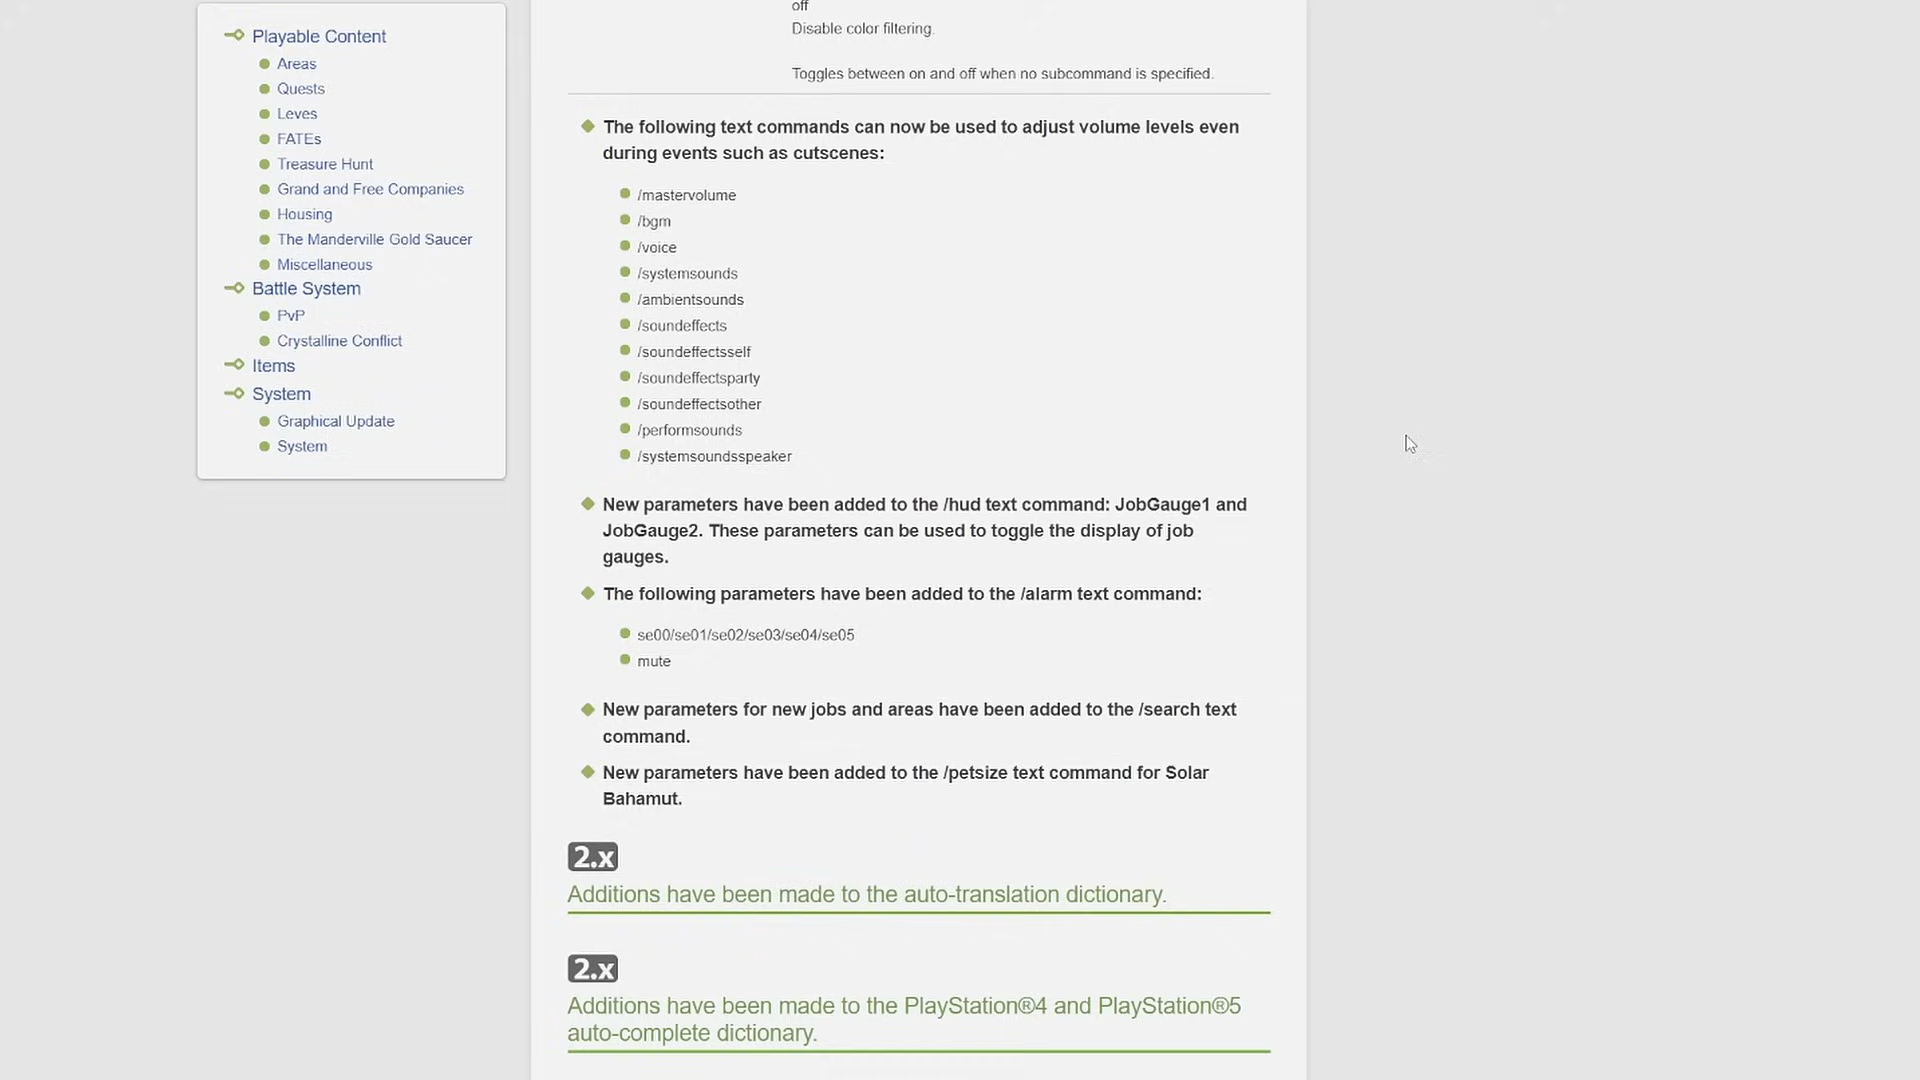 Playable Content
Areas
Quests
Leves
FATEs
Treasure Hunt
Grand and Free Companies
Housing
The Manderville Gold Saucer
Miscellaneous
Battle System
PvP
Crystalline Conflict
Items
System
Graphical Update
System
off
Disable color filtering.
Toggles between on and off when no subcommand is specified.
The following text commands can now be used to adjust volume levels even
during events such as cutscenes:
/mastervolume
/bgm
/voice
/systemsounds
/ambientsounds
/soundeffects
/soundeffectsself
/soundeffectsparty
/soundeffectsother
/performsounds
/systemsoundsspeaker
New parameters have been added to the /hud text command: JobGauge1 and
JobGauge2. These parameters can be used to toggle the display of job
gauges.
The following parameters have been added to the /alarm text command:
se00/se01/se02/se03/se04/se05
mute
New parameters for new jobs and areas have been added to the /search text
command.
New parameters have been added to the /petsize text command for Solar
Bahamut.
2.x
Additions have been made to the auto-translation dictionary.
2.x
Additions have been made to the PlayStation®4 and PlayStation®5
auto-complete dictionary.